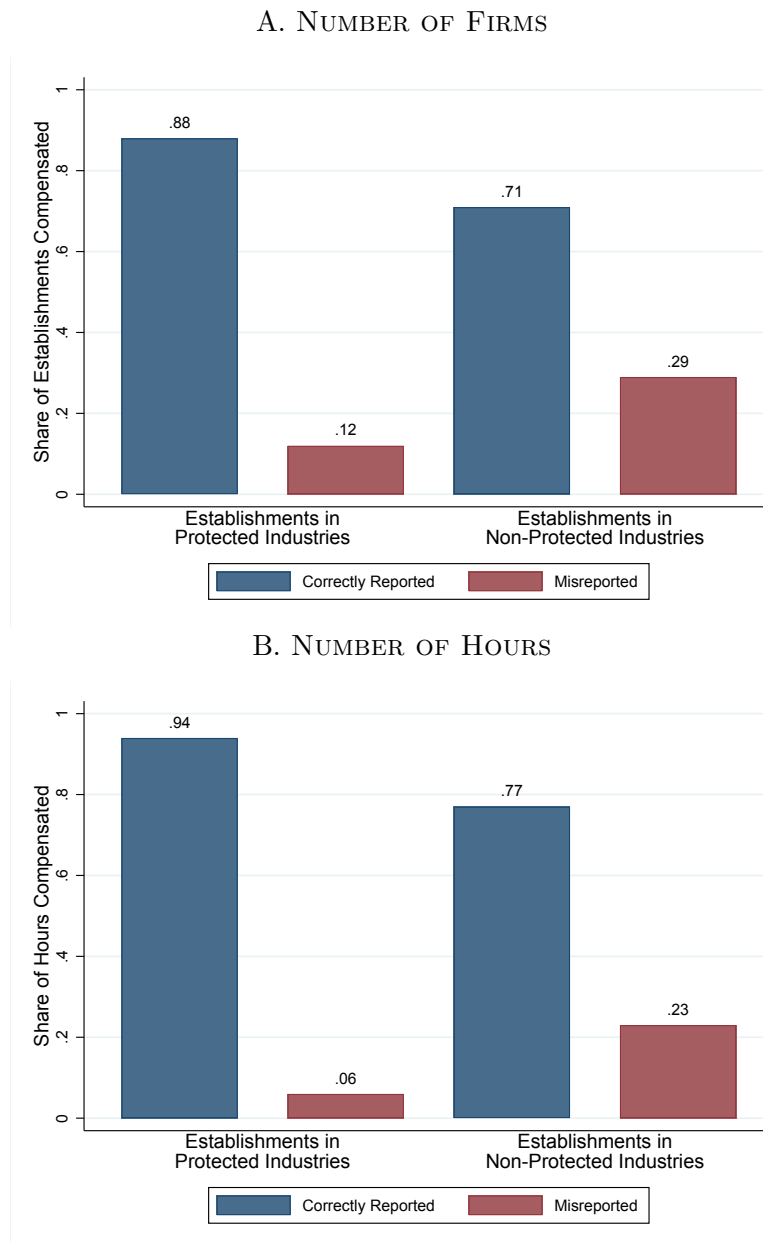 A. Number of Firms
Share of Establishments Compensated
1
.8
.6
.4
.2
0
.88
.12
.71
.29
Establishments in
Protected Industries
Establishments in
Non-Protected Industries
Correctly Reported
Misreported
B. Number of Hours
Share of Hours Compensated
1
.8
.6
.4
.2
0
.94
.06
.77
.23
Establishments in
Protected Industries
Establishments in
Non-Protected Industries
Correctly Reported
Misreported